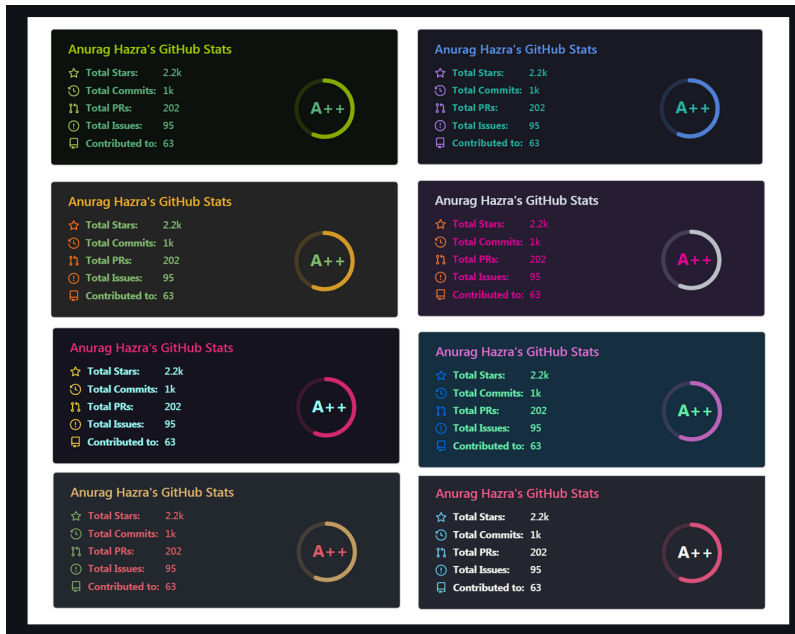 Anurag Hazra's GitHub Stats
Total Stars: 2.2k
Total Commits: 1k
Total PRs: 202
Total Issues: 95
Contributed to: 63
A++
Anurag Hazra's GitHub Stats
Total Stars: 2.2k
Total Commits: 1k
Total PRs: 202
Total Issues: 95
Contributed to: 63
A++
Anurag Hazra's GitHub Stats
Total Stars: 2.2k
Total Commits: 1k
Total PRs: 202
Total Issues: 95
Contributed to: 63
A++
Anurag Hazra's GitHub Stats
Total Stars: 2.2k
Total Commits: 1k
Total PRs: 202
Total Issues: 95
Contributed to: 63
A++
Anurag Hazra's GitHub Stats
Total Stars: 2.2k
Total Commits: 1k
Total PRs: 202
Total Issues: 95
Contributed to: 63
A++
Anurag Hazra's GitHub Stats
Total Stars: 2.2k
Total Commits: 1k
Total PRs: 202
Total Issues: 95
Contributed to: 63
A++
Anurag Hazra's GitHub Stats
Total Stars: 2.2k
Total Commits: 1k
Total PRs: 202
Total Issues: 95
Contributed to: 63
A++
Anurag Hazra's GitHub Stats
Total Stars: 2.2k
Total Commits: 1k
Total PRs: 202
Total Issues: 95
Contributed to: 63
A++